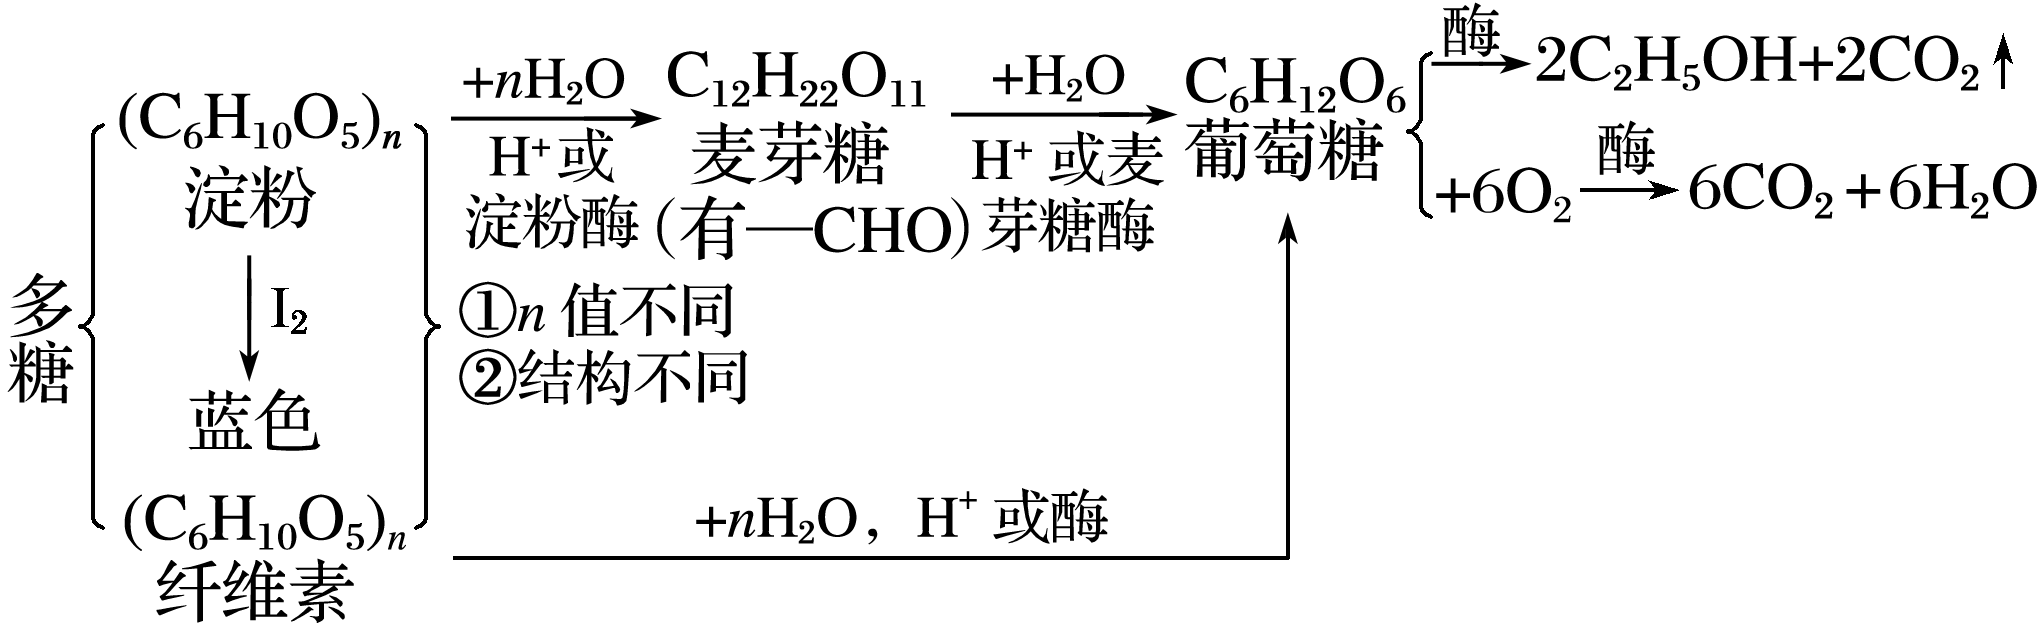 多糖
(C₆H₁₀O₅)ₙ
淀粉
I₂
蓝色
(C₆H₁₀O₅)ₙ
纤维素
+nH₂O
H⁺或
淀粉酶
①n 值不同
②结构不同
C₁₂H₂₂O₁₁
麦芽糖
(有—CHO)
+H₂O
H⁺ 或麦
芽糖酶
C₆H₁₂O₆
葡萄糖
酶
2C₂H₅OH+2CO₂↑
+6O₂ 酶 6CO₂+6H₂O
+nH₂O, H⁺ 或酶